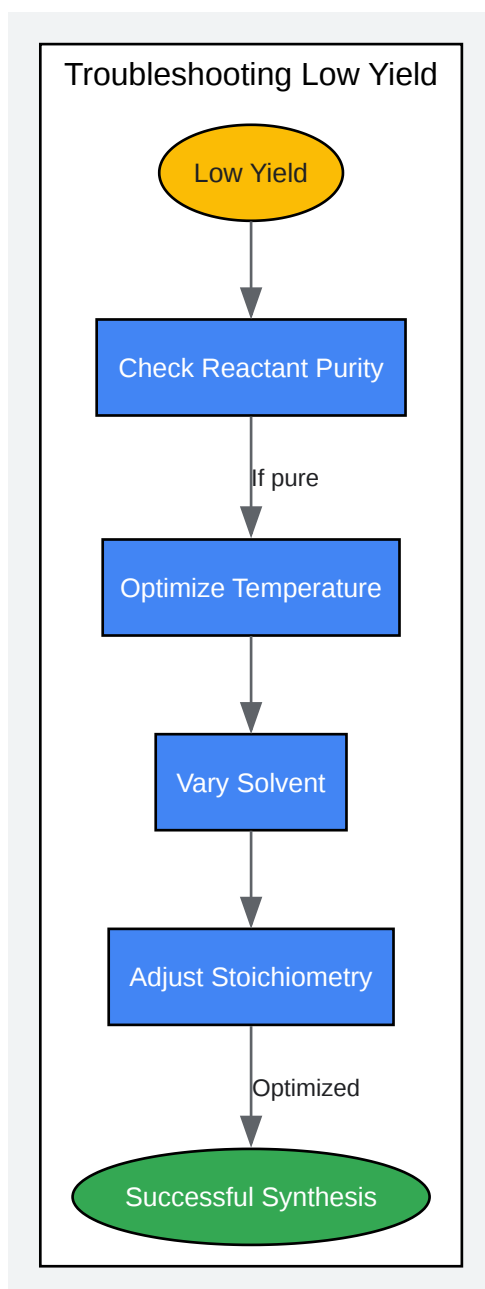 Troubleshooting Low Yield
Low Yield
Check Reactant Purity
If pure
Optimize Temperature
Vary Solvent
Adjust Stoichiometry
Optimized
Successful Synthesis